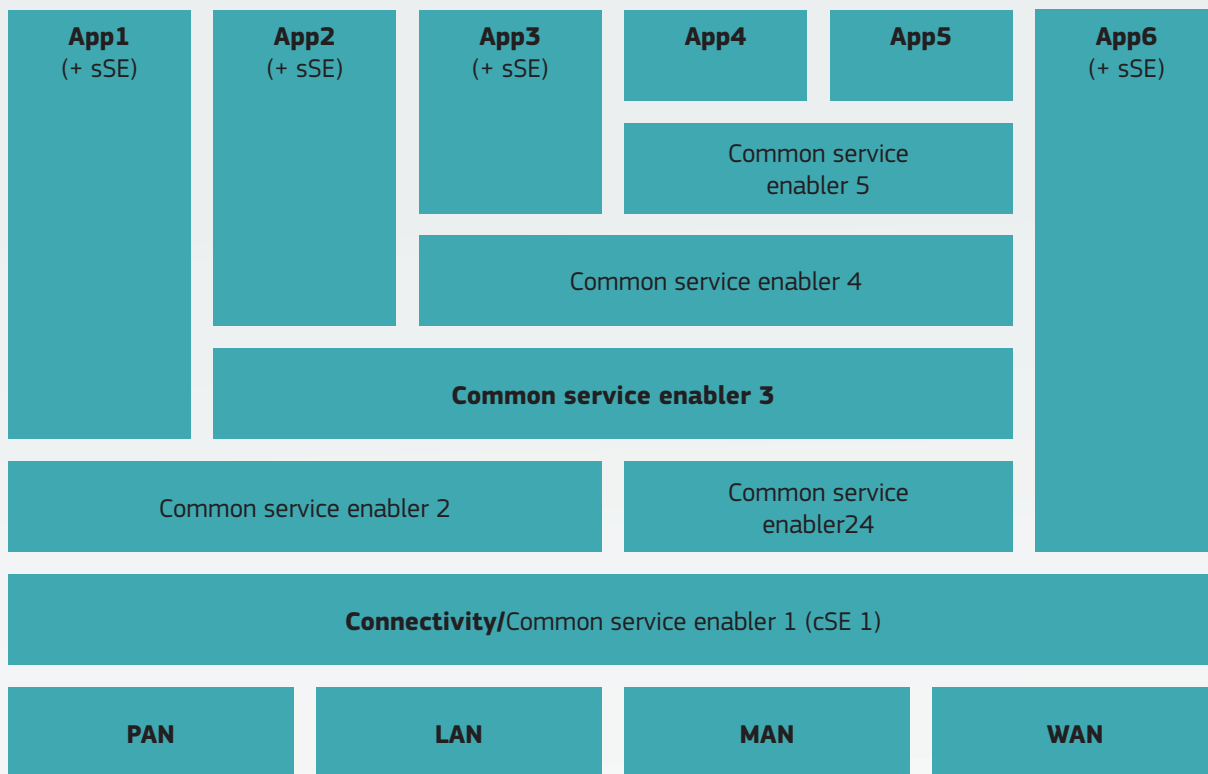 App1
(+ sSE)
App2
(+ sSE)
App3
(+ sSE)
App4
App5
App6
(+ sSE)
Common service
enabler 5
Common service enabler 4
Common service enabler 3
Common service enabler 2
Common service
enabler24
Connectivity/Common service enabler 1 (cSE 1)
PAN
LAN
MAN
WAN